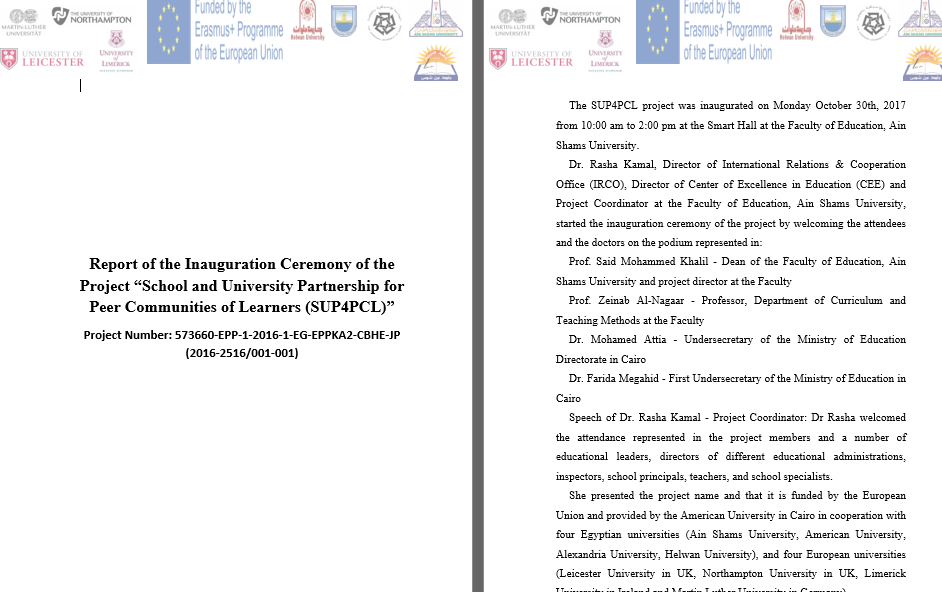 MARTIN-LUTHER
UNIVERSITÄT
THE UNIVERSITY OF
NORTHAMPTON
UNIVERSITY OF
LEICESTER
UNIVERSITY of
LIMERICK
Funded by the
Erasmus+ Programme
of the European Union
Helwan University
AIN SHAMS UNIVERSITY
Report of the Inauguration Ceremony of the
Project “School and University Partnership for
Peer Communities of Learners (SUP4PCL)”
Project Number: 573660-EPP-1-2016-1-EG-EPPKA2-CBHE-JP
(2016-2516/001-001)
MARTIN-LUTHER
UNIVERSITÄT
THE UNIVERSITY OF
NORTHAMPTON
UNIVERSITY OF
LEICESTER
UNIVERSITY of
LIMERICK
Funded by the
Erasmus+ Programme
of the European Union
Helwan University
AIN SHAMS UNIVERSITY
The SUP4PCL project was inaugurated on Monday October 30th, 2017
from 10:00 am to 2:00 pm at the Smart Hall at the Faculty of Education, Ain
Shams University.
Dr. Rasha Kamal, Director of International Relations & Cooperation
Office (IRCO), Director of Center of Excellence in Education (CEE) and
Project Coordinator at the Faculty of Education, Ain Shams University,
started the inauguration ceremony of the project by welcoming the attendees
and the doctors on the podium represented in:
Prof. Said Mohammed Khalil - Dean of the Faculty of Education, Ain
Shams University and project director at the Faculty
Prof. Zeinab Al-Nagaar - Professor, Department of Curriculum and
Teaching Methods at the Faculty
Dr. Mohamed Attia - Undersecretary of the Ministry of Education
Directorate in Cairo
Dr. Farida Megahid - First Undersecretary of the Ministry of Education in
Cairo
Speech of Dr. Rasha Kamal - Project Coordinator: Dr Rasha welcomed
the attendance represented in the project members and a number of
educational leaders, directors of different educational administrations,
inspectors, school principals, teachers, and school specialists.
She presented the project name and that it is funded by the European
Union and provided by the American University in Cairo in cooperation with
four Egyptian universities (Ain Shams University, American University,
Alexandria University, Helwan University), and four European universities
(Leicester University in UK, Northampton University in UK, Limerick
University in Ireland and Martin Luther University in Germany)